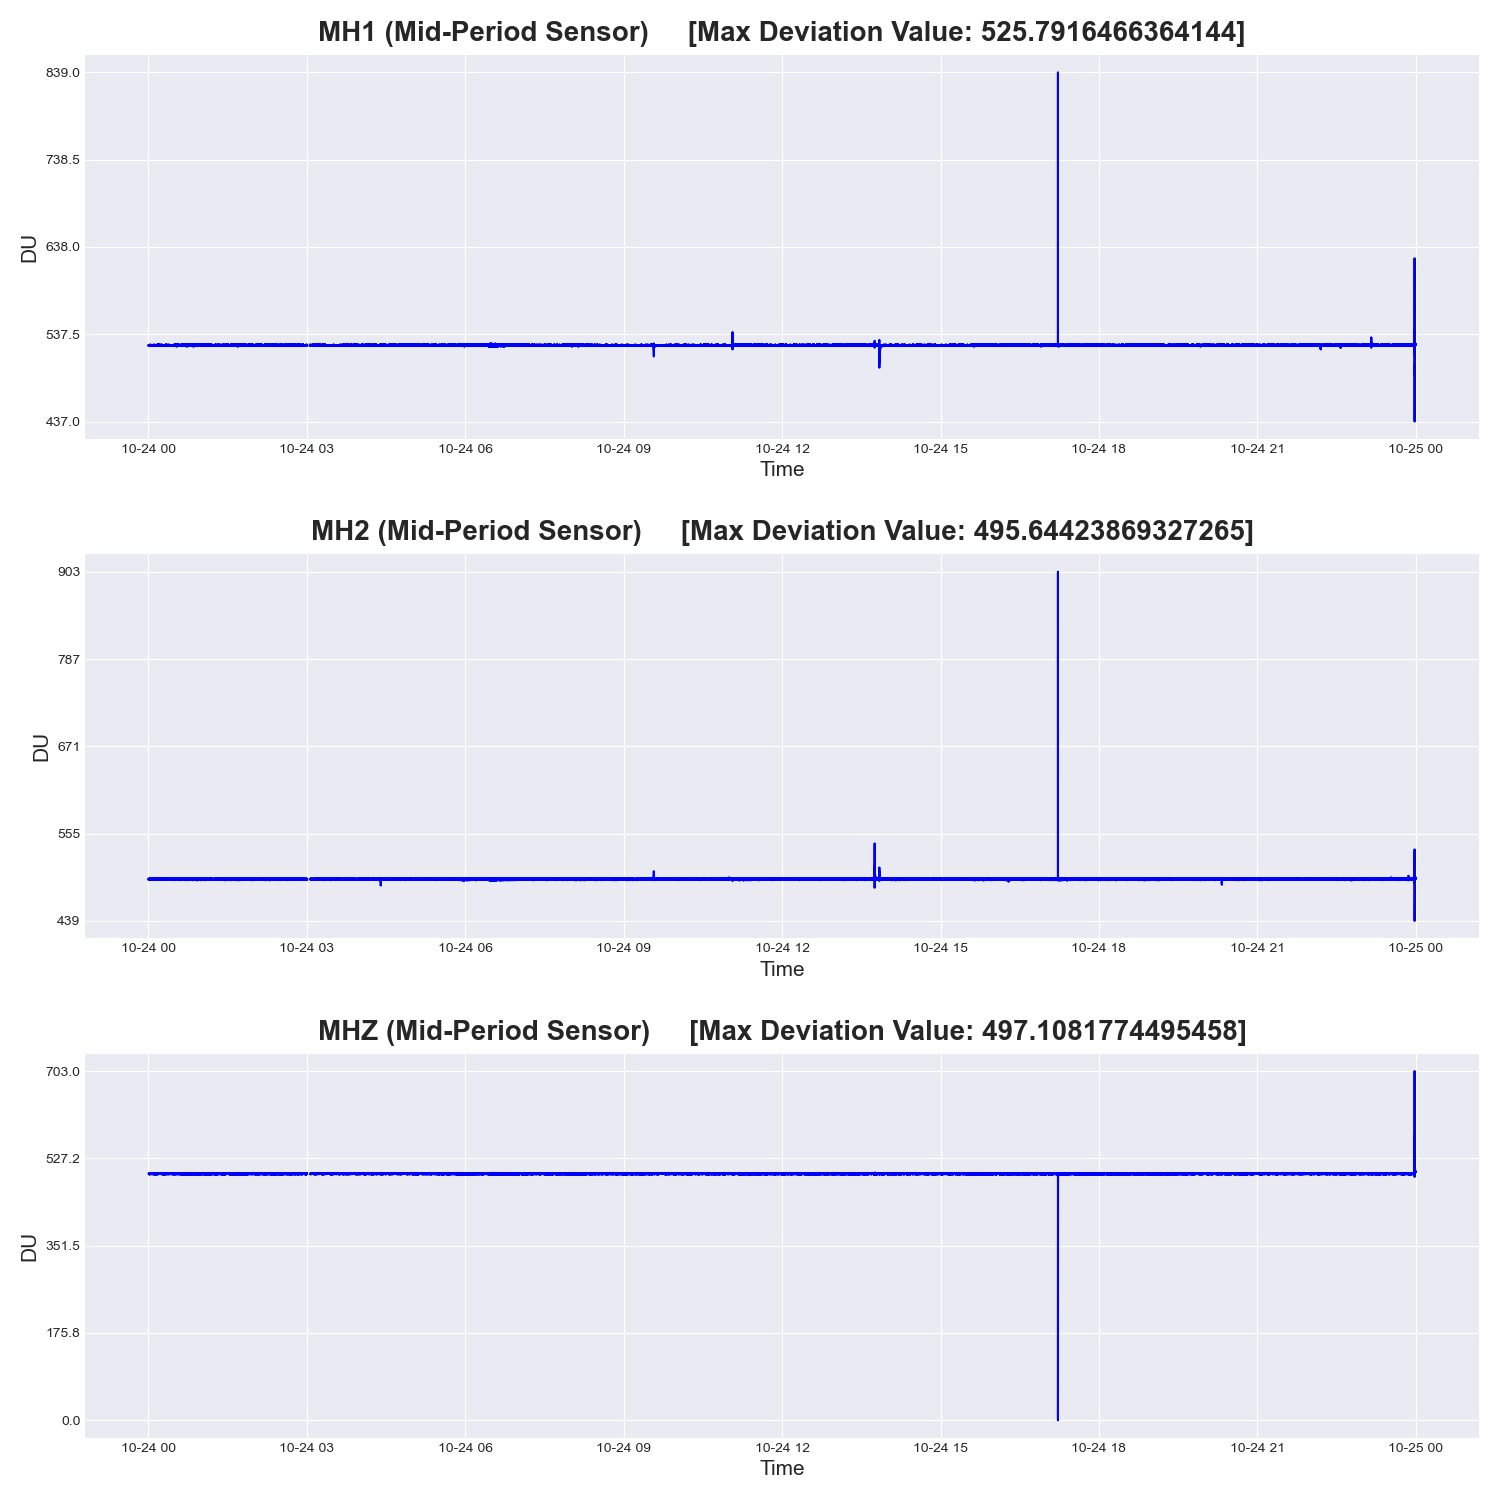 MH1 (Mid-Period Sensor) [Max Deviation Value: 525.7916466364144]
839.0
738.5
638.0
537.5
437.0
DU
10-24 00 10-24 03 10-24 06 10-24 09 10-24 12 10-24 15 10-24 18 10-24 21 10-25 00
Time
MH2 (Mid-Period Sensor) [Max Deviation Value: 495.64423869327265]
903
787
671
555
439
DU
10-24 00 10-24 03 10-24 06 10-24 09 10-24 12 10-24 15 10-24 18 10-24 21 10-25 00
Time
MHZ (Mid-Period Sensor) [Max Deviation Value: 497.1081774495458]
703.0
527.2
351.5
175.8
0.0
DU
10-24 00 10-24 03 10-24 06 10-24 09 10-24 12 10-24 15 10-24 18 10-24 21 10-25 00
Time